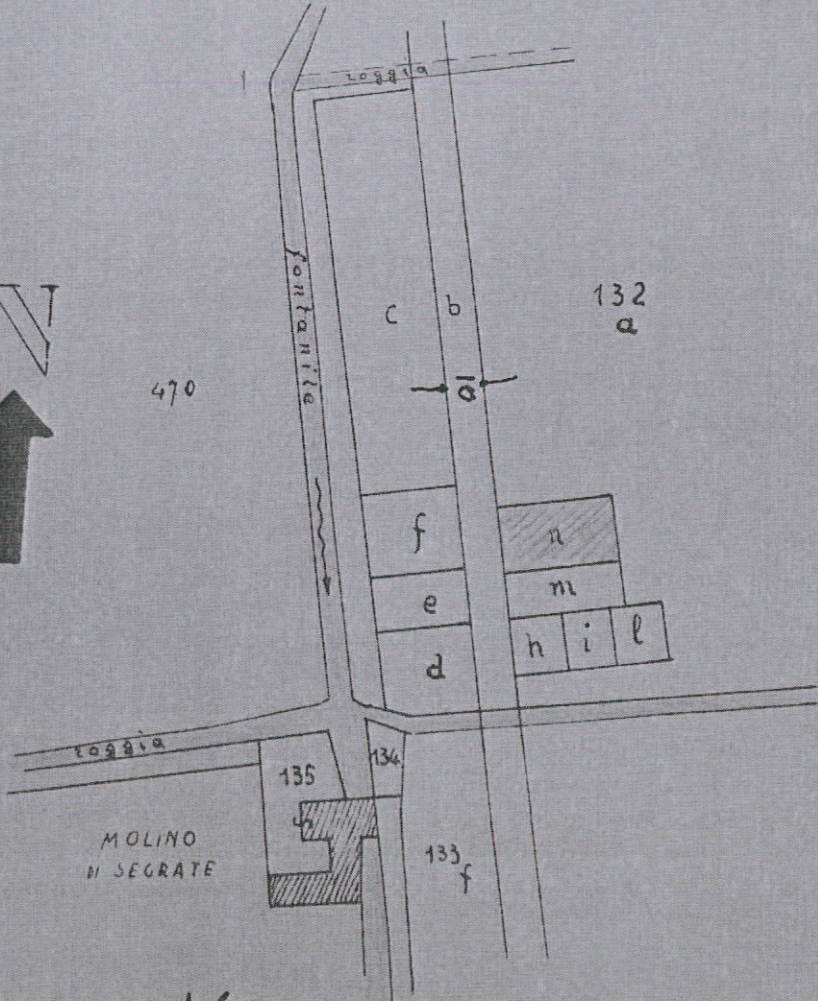 roggia
fontanile
c
b
132
a
470
a
f
n
e
m
h
i
l
d
roggia
135
134
MOLINO
DI SEGRATE
133
f